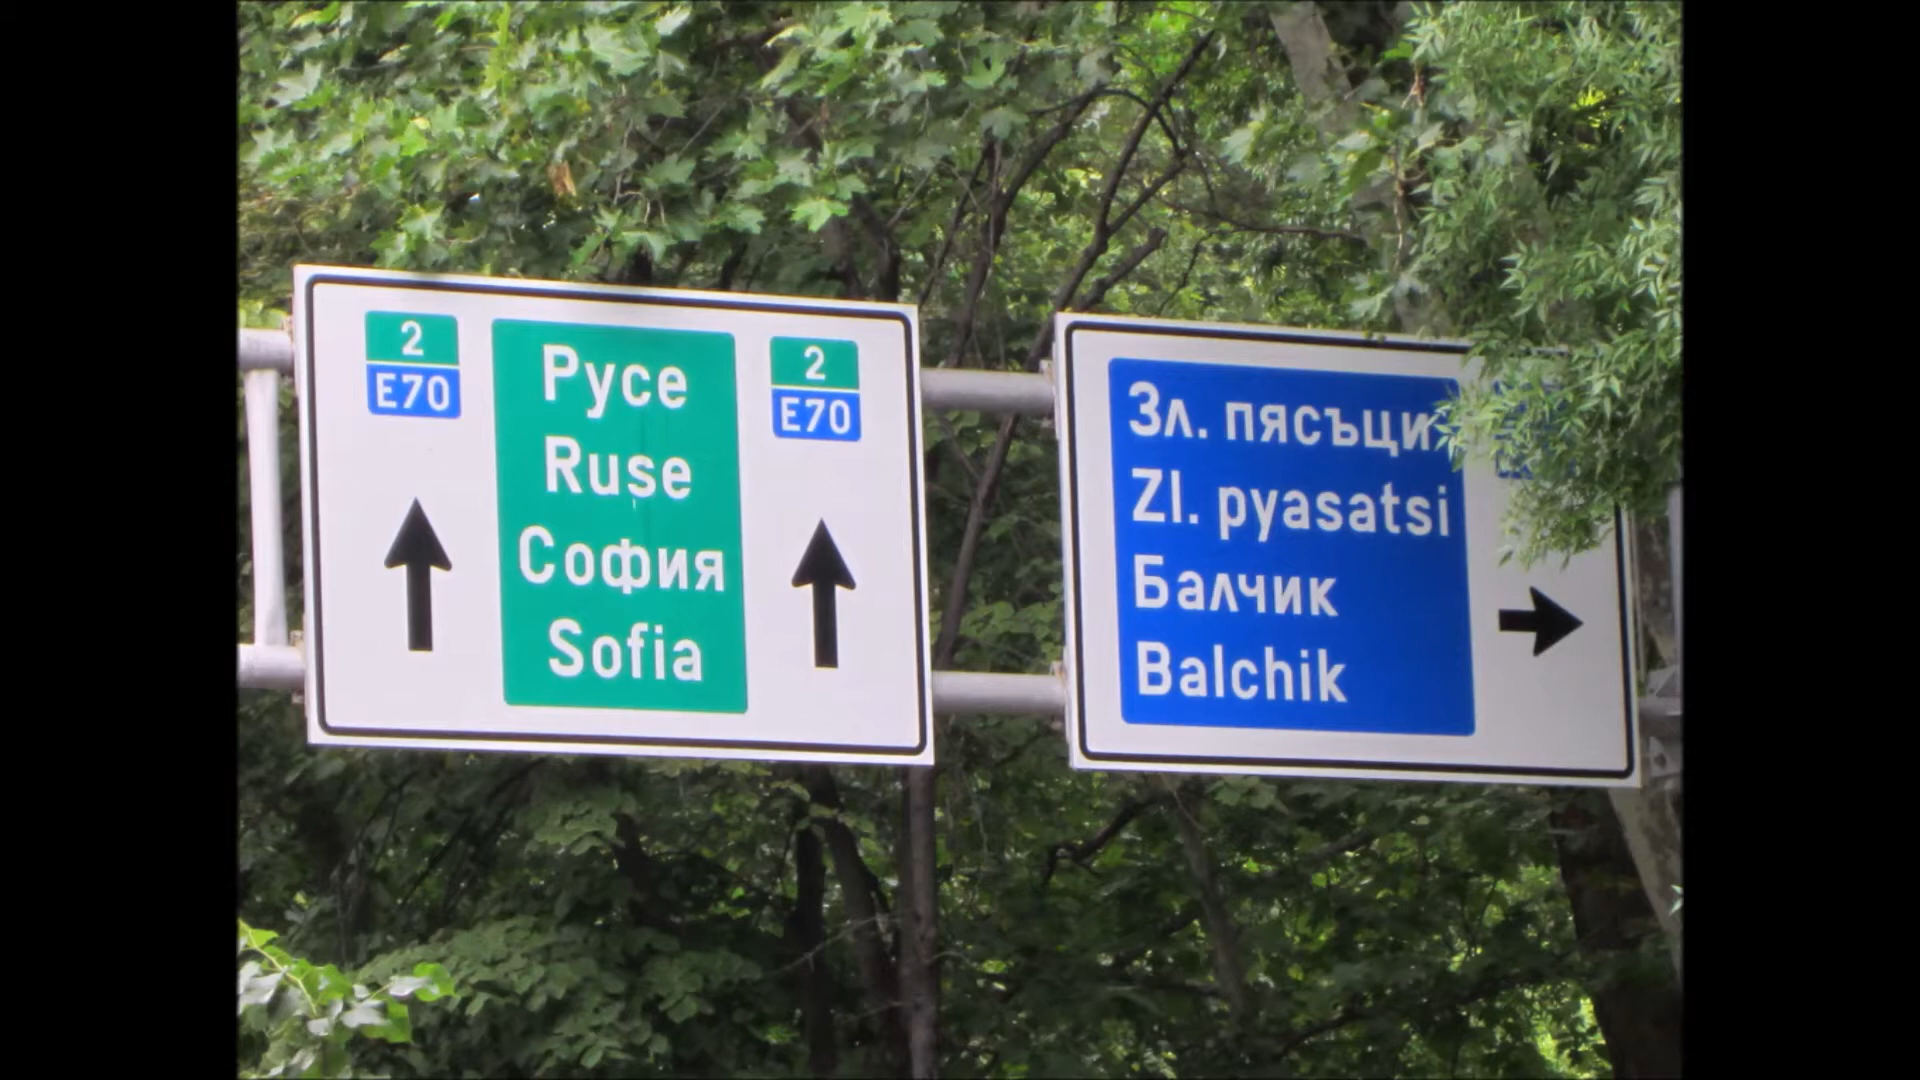 2
E70
Русе
Ruse
София
Sofia
2
E70
Зл. пясъци
Zl. pyasatsi
Балчик
Balchik